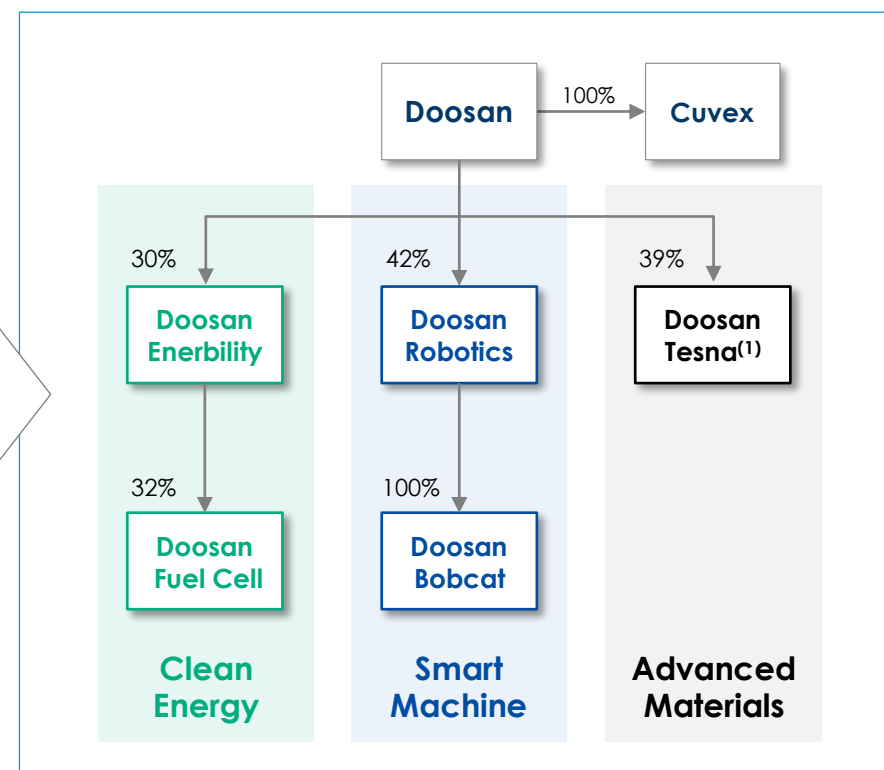 Doosan
100%
Cuvex
30%
42%
39%
Doosan
Enerbility
Doosan
Robotics
Doosan
Tesna(1)
32%
100%
Doosan
Fuel Cell
Doosan
Bobcat
Clean
Energy
Smart
Machine
Advanced
Materials